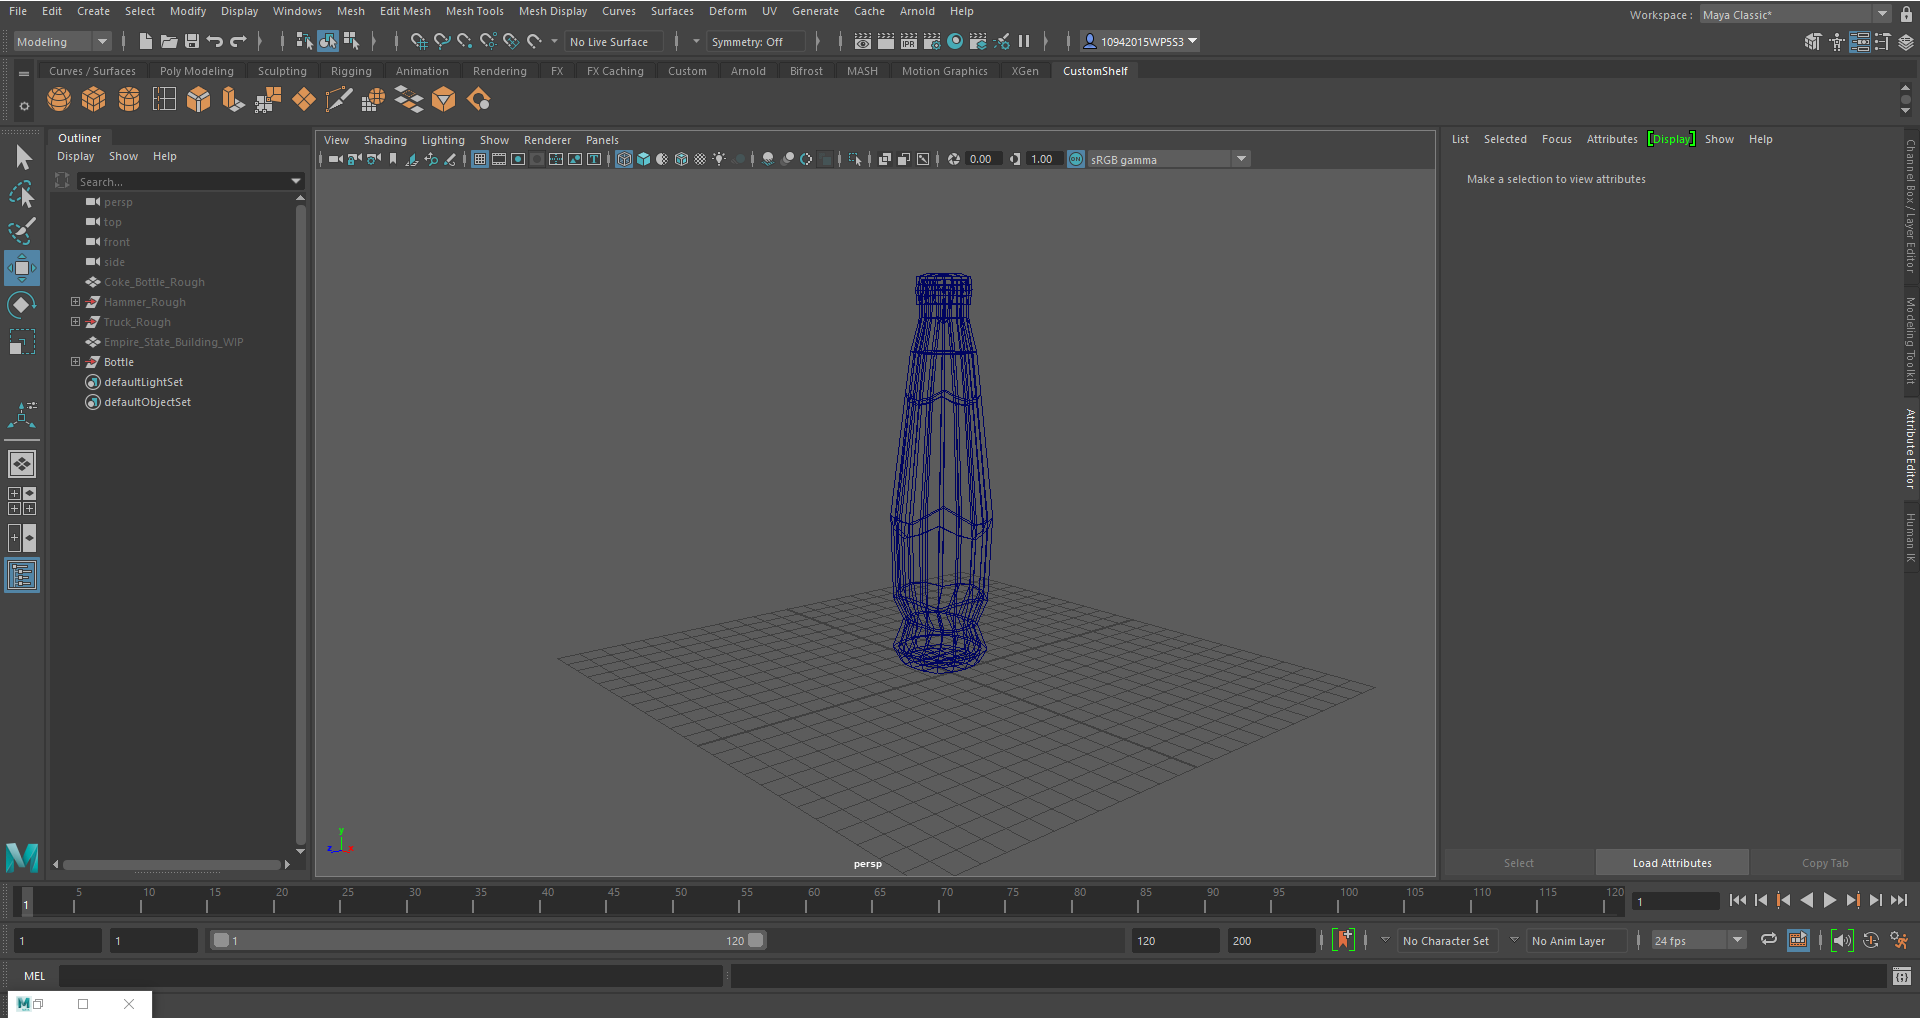 File Edit Create Select Modify Display Windows Mesh Edit Mesh Mesh Tools Mesh Display Curves Surfaces Deform UV Generate Cache Arnold Help
Workspace : Maya Classic*
Modeling No Live Surface Symmetry: Off IPR 10942015WP5S3
Curves / Surfaces Poly Modeling Sculpting Rigging Animation Rendering FX FX Caching Custom Arnold Bifrost MASH Motion Graphics XGen CustomShelf
Outliner
Display Show Help
Search...
persp
top
front
side
Coke_Bottle_Rough
Hammer_Rough
Truck_Rough
Empire_State_Building_WIP
Bottle
defaultLightSet
defaultObjectSet
View Shading Lighting Show Renderer Panels
0.00 1.00 ON sRGB gamma
y
z x
persp
List Selected Focus Attributes [Display] Show Help
Make a selection to view attributes
Select Load Attributes Copy Tab
Channel Box / Layer Editor
Modeling Toolkit
Attribute Editor
Human IK
1 5 10 15 20 25 30 35 40 45 50 55 60 65 70 75 80 85 90 95 100 105 110 115 120 1
1 1 1 120 120 200 No Character Set No Anim Layer 24 fps
MEL
M